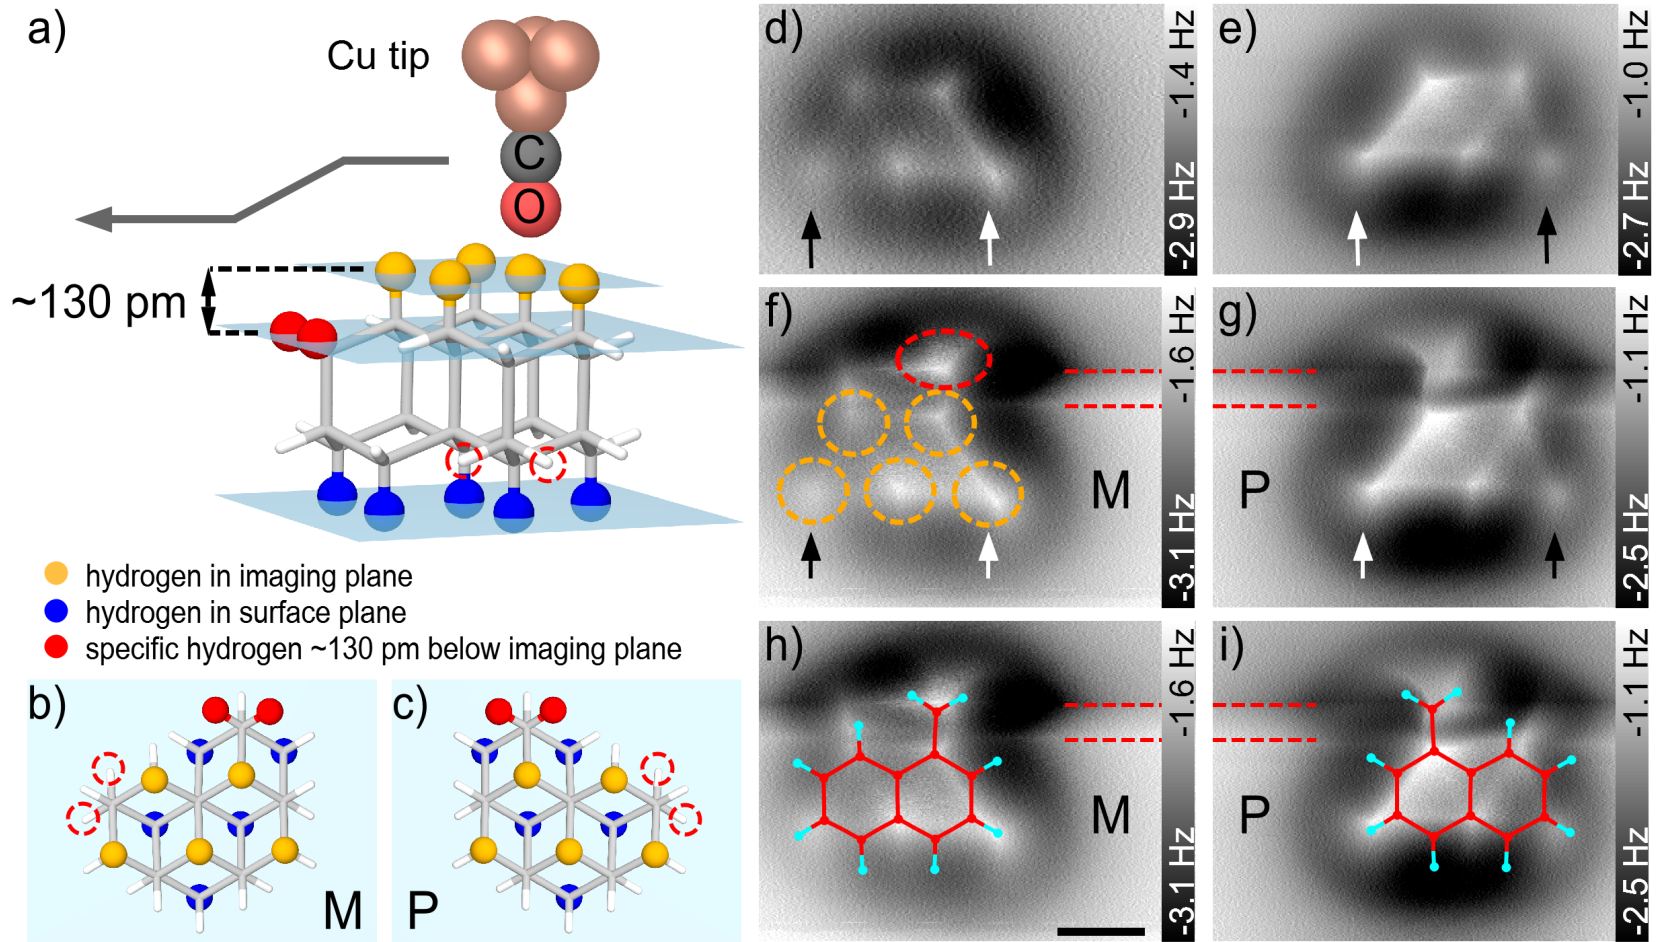 a)
Cu tip
C
O
~130 pm
hydrogen in imaging plane
hydrogen in surface plane
specific hydrogen ~130 pm below imaging plane
b)
M
c)
P
d)
-1.4 Hz
-2.9 Hz
e)
-1.0 Hz
-2.7 Hz
f)
M
-1.6 Hz
-3.1 Hz
g)
P
-1.1 Hz
-2.5 Hz
h)
M
-1.6 Hz
-3.1 Hz
i)
P
-1.1 Hz
-2.5 Hz